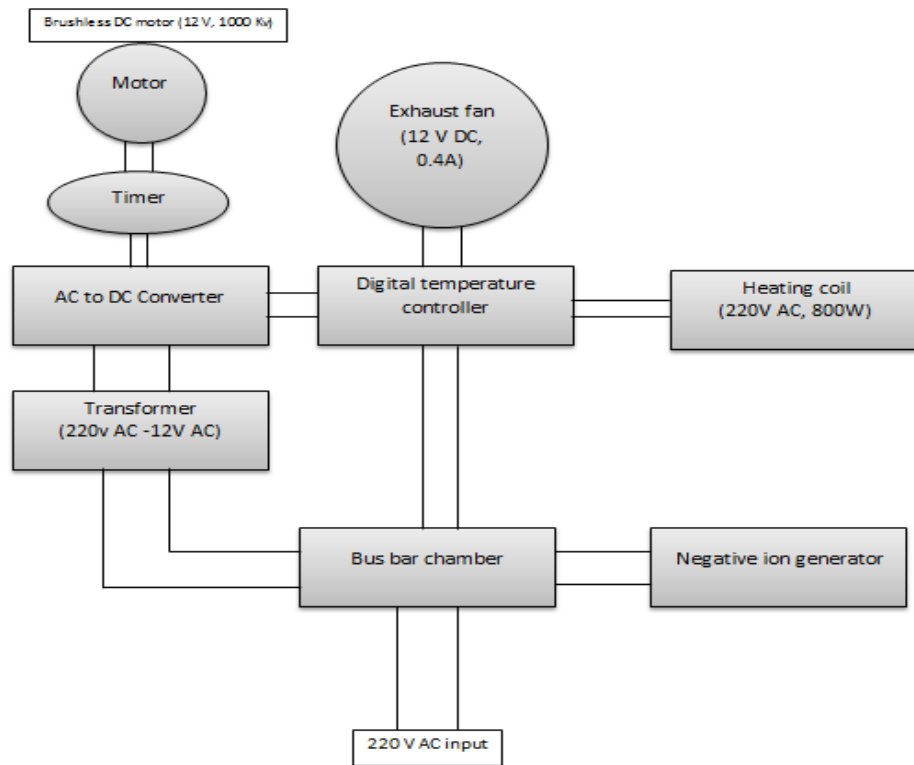 Brushless DC motor (12 V, 1000 Kv)
Motor
Exhaust fan
(12 V DC,
0.4A)
Timer
AC to DC Converter
Digital temperature
controller
Heating coil
(220V AC, 800W)
Transformer
(220v AC -12V AC)
Bus bar chamber
Negative ion generator
220 V AC input